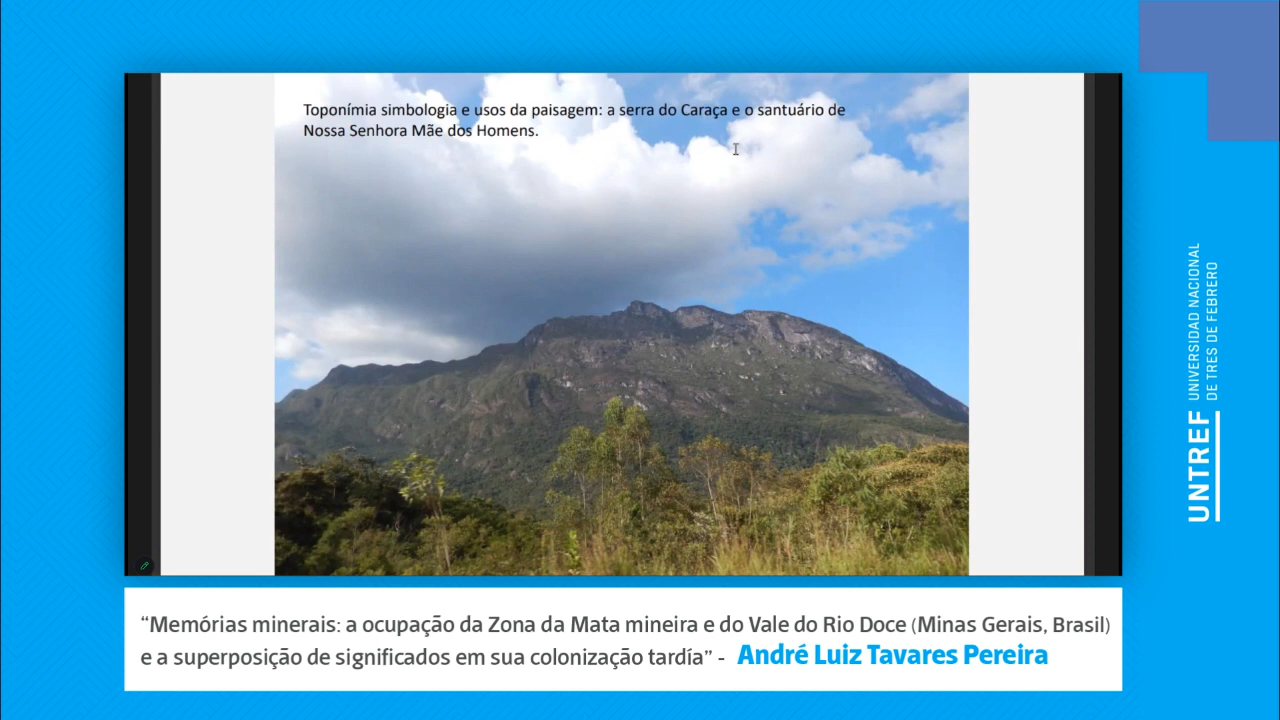 Toponímia simbologia e usos da paisagem: a serra do Caraça e o santuário de
Nossa Senhora Mãe dos Homens.
UNTREF
UNIVERSIDAD NACIONAL
DE TRES DE FEBRERO
“Memórias minerais: a ocupação da Zona da Mata mineira e do Vale do Rio Doce (Minas Gerais, Brasil)
e a superposição de significados em sua colonização tardía” - André Luiz Tavares Pereira